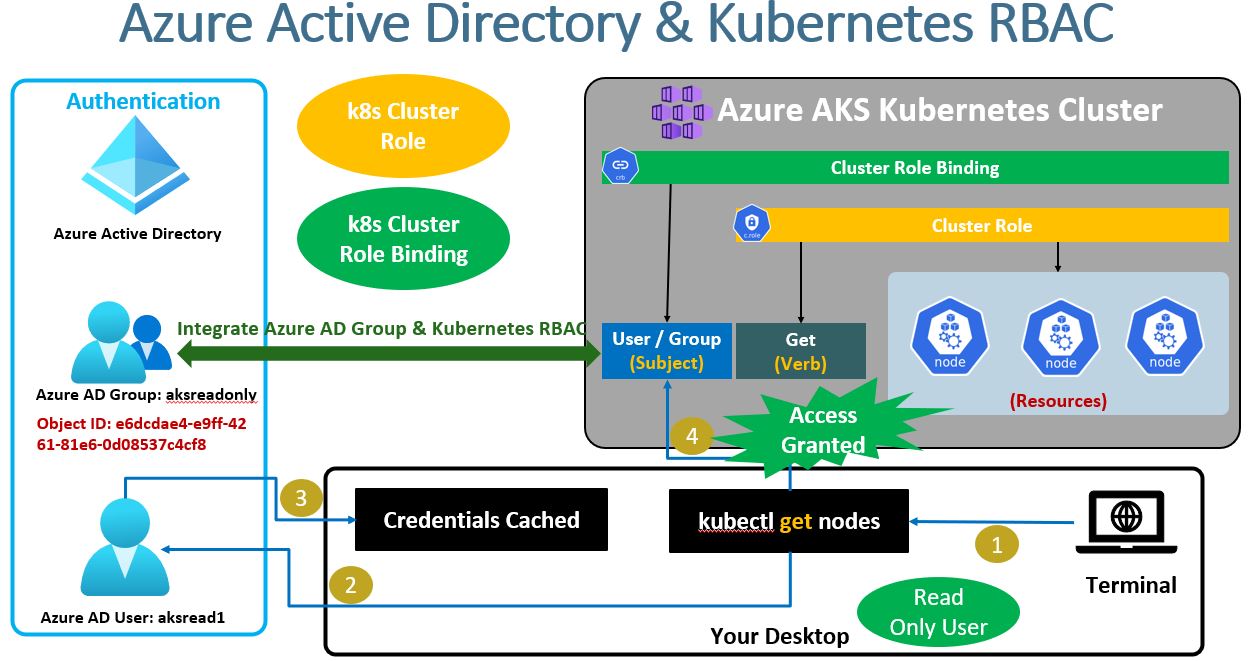 Azure Active Directory & Kubernetes RBAC
Authentication
Azure Active Directory
k8s Cluster
Role
k8s Cluster
Role Binding
Azure AKS Kubernetes Cluster
crb
Cluster Role Binding
c.role
Cluster Role
Integrate Azure AD Group & Kubernetes RBAC
User / Group
(Subject)
Get
(Verb)
node
node
node
(Resources)
Azure AD Group: aksreadonly
Object ID: e6dcdae4-e9ff-42
61-81e6-0d08537c4cf8
Access
Granted
4
3
Credentials Cached
kubectl get nodes
1
2
Terminal
Azure AD User: aksread1
Read
Only User
Your Desktop